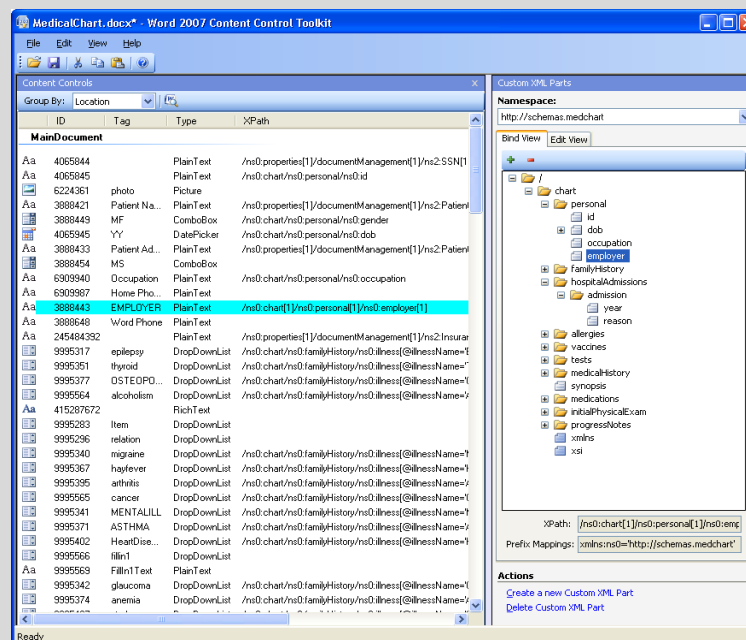 MedicalChart.docx* - Word 2007 Content Control Toolkit
File Edit View Help
Content Controls x
Group By: Location
ID Tag Type XPath
MainDocument
Aa 4065844 PlainText /ns0:properties[1]/documentManagement[1]/ns2:SSN[1
Aa 4065845 PlainText /ns0:chart/ns0:personal/ns0:id
6224361 photo Picture
Aa 3888421 Patient Na... PlainText /ns0:properties[1]/documentManagement[1]/ns2:Patien
3888449 MF ComboBox /ns0:chart/ns0:personal/ns0:gender
4065945 YY DatePicker /ns0:chart/ns0:personal/ns0:dob
Aa 3888433 Patient Ad... PlainText /ns0:properties[1]/documentManagement[1]/ns2:Patien
3888454 MS ComboBox
Aa 6909940 Occupation PlainText /ns0:chart/ns0:personal/ns0:occupation
Aa 6909987 Home Pho... PlainText
Aa 3888443 EMPLOYER PlainText /ns0:chart[1]/ns0:personal[1]/ns0:employer[1]
Aa 3888648 Word Phone PlainText
Aa 245484392 PlainText /ns0:properties[1]/documentManagement[1]/ns2:Insurar
9995317 epilepsy DropDownList /ns0:chart/ns0:familyHistory/ns0:illness[@illnessName='E
9995351 thyroid DropDownList /ns0:chart/ns0:familyHistory/ns0:illness[@illnessName='T
9995377 OSTEOPO... DropDownList /ns0:chart/ns0:familyHistory/ns0:illness[@illnessName='O
9995564 alcoholism DropDownList /ns0:chart/ns0:familyHistory/ns0:illness[@illnessName='A
Aa 415287672 RichText
9995283 Item DropDownList
9995296 relation DropDownList
9995340 migraine DropDownList /ns0:chart/ns0:familyHistory/ns0:illness[@illnessName='M
9995367 hayfever DropDownList /ns0:chart/ns0:familyHistory/ns0:illness[@illnessName='H
9995395 arthritis DropDownList /ns0:chart/ns0:familyHistory/ns0:illness[@illnessName='A
9995565 cancer DropDownList /ns0:chart/ns0:familyHistory/ns0:illness[@illnessName='C
9995341 MENTALILL DropDownList /ns0:chart/ns0:familyHistory/ns0:illness[@illnessName='M
9995371 ASTHMA DropDownList /ns0:chart/ns0:familyHistory/ns0:illness[@illnessName='A
9995402 HeartDise... DropDownList /ns0:chart/ns0:familyHistory/ns0:illness[@illnessName='H
9995566 fillin1 DropDownList
Aa 9995569 FillIn1Text PlainText
9995342 glaucoma DropDownList /ns0:chart/ns0:familyHistory/ns0:illness[@illnessName='G
9995374 anemia DropDownList /ns0:chart/ns0:familyHistory/ns0:illness[@illnessName='A
Ready
Custom XML Parts
Namespace:
http://schemas.medchart
Bind View Edit View
/
chart
personal
id
dob
occupation
employer
familyHistory
hospitalAdmissions
admission
year
reason
allergies
vaccines
tests
medicalHistory
synopsis
medications
initialPhysicalExam
progressNotes
xmlns
xsi
XPath: /ns0:chart[1]/ns0:personal[1]/ns0:emp
Prefix Mappings: xmlns:ns0='http://schemas.medchart'
Actions
Create a new Custom XML Part
Delete Custom XML Part